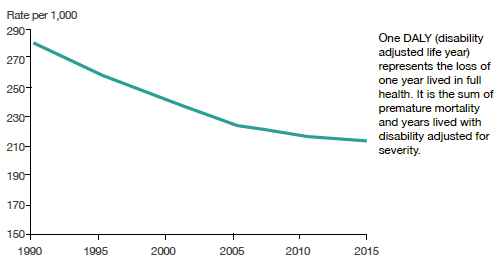 Rate per 1,000
290
270
250
230
210
190
170
150
1990 1995 2000 2005 2010 2015
One DALY (disability
adjusted life year)
represents the loss of
one year lived in full
health. It is the sum of
premature mortality
and years lived with
disability adjusted for
severity.